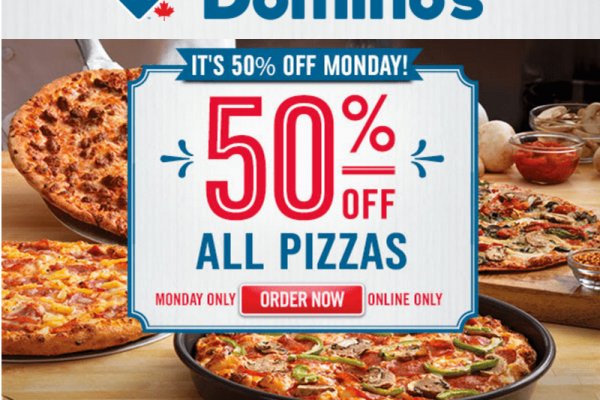 Domino's
IT'S 50% OFF MONDAY!
50%
OFF
ALL PIZZAS
MONDAY ONLY ORDER NOW ONLINE ONLY